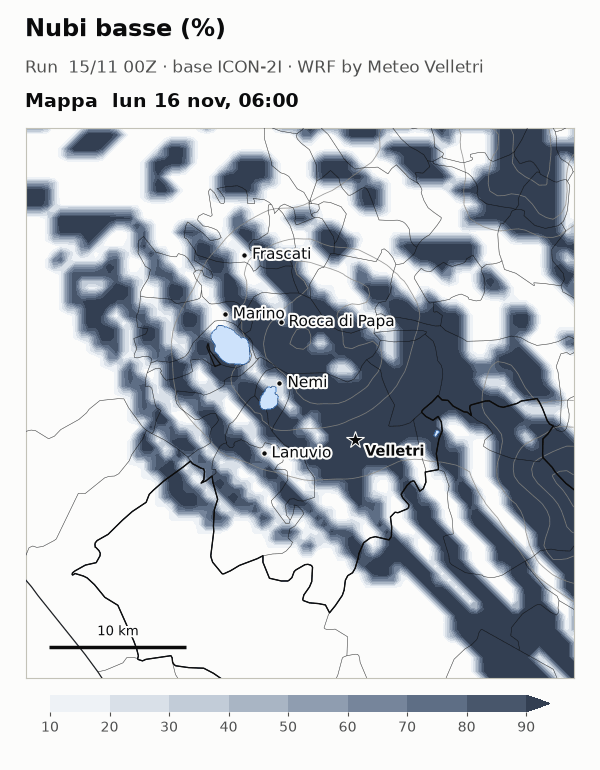 Nubi basse (%)
Run  15/11 00Z · base ICON-2I · WRF by Meteo Velletri
Mappa  lun 16 nov, 06:00
Frascati
Marino
Rocca di Papa
Nemi
Velletri
Lanuvio
10 km
10 20 30 40 50 60 70 80 90